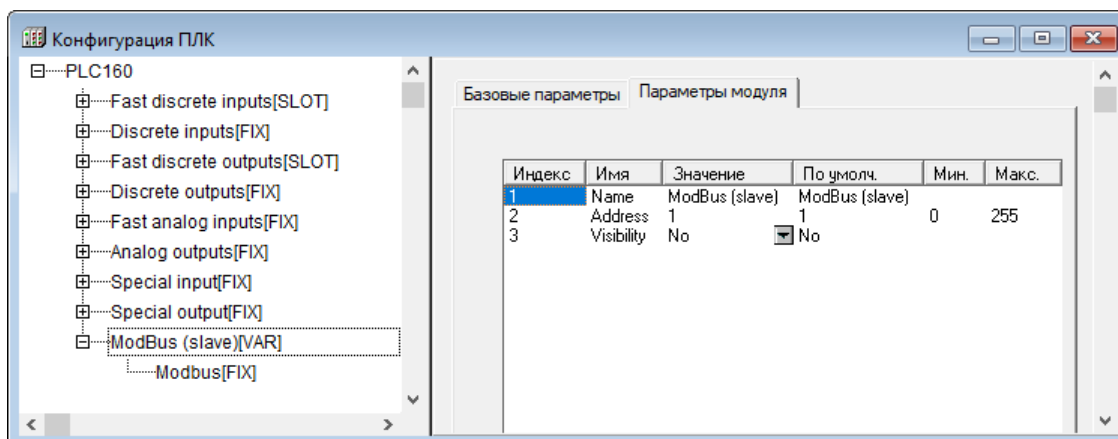 Конфигурация ПЛК
PLC160
Fast discrete inputs[SLOT]
Discrete inputs[FIX]
Fast discrete outputs[SLOT]
Discrete outputs[FIX]
Fast analog inputs[FIX]
Analog outputs[FIX]
Special input[FIX]
Special output[FIX]
ModBus (slave)[VAR]
Modbus[FIX]
Базовые параметры Параметры модуля
Индекс Имя Значение По умолч. Мин. Макс.
1 Name ModBus (slave) ModBus (slave)
2 Address 1 1 0 255
3 Visibility No No